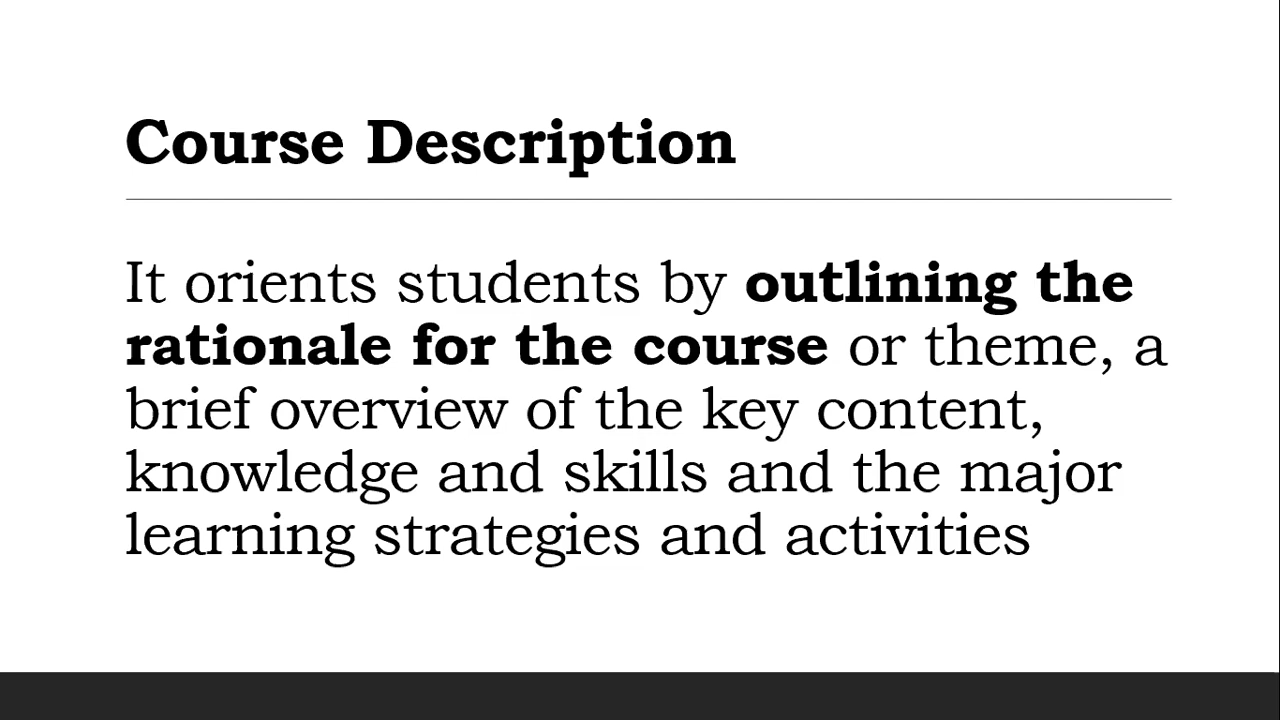 Course Description
It orients students by outlining the
rationale for the course or theme, a
brief overview of the key content,
knowledge and skills and the major
learning strategies and activities